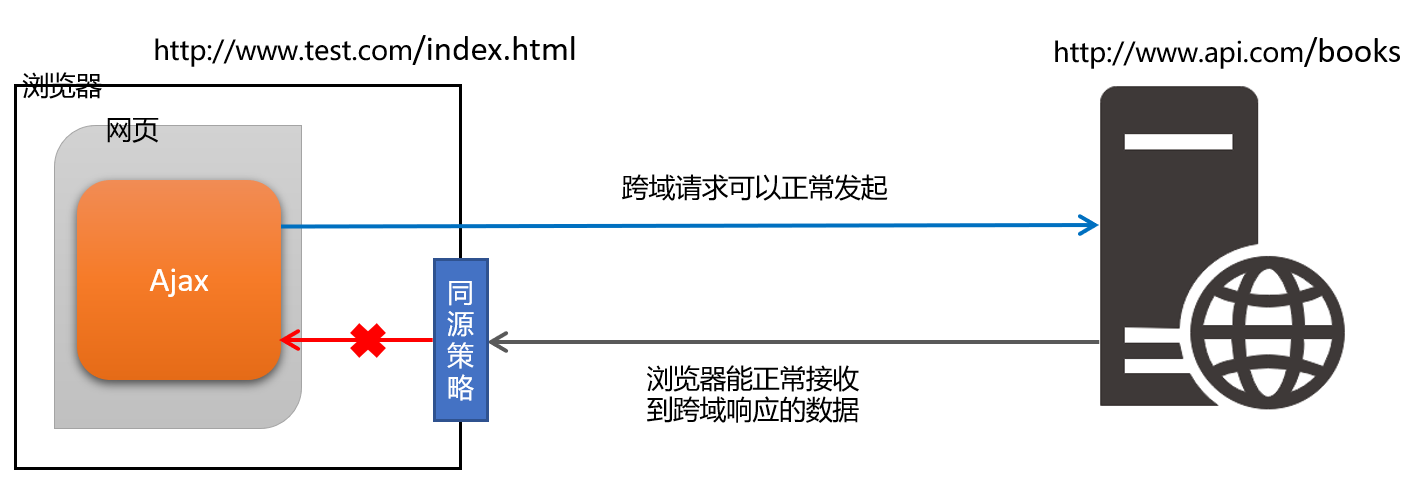 http://www.test.com/index.html
http://www.api.com/books
浏览器
网页
跨域请求可以正常发起
Ajax
同
源
策
略
浏览器能正常接收
到跨域响应的数据